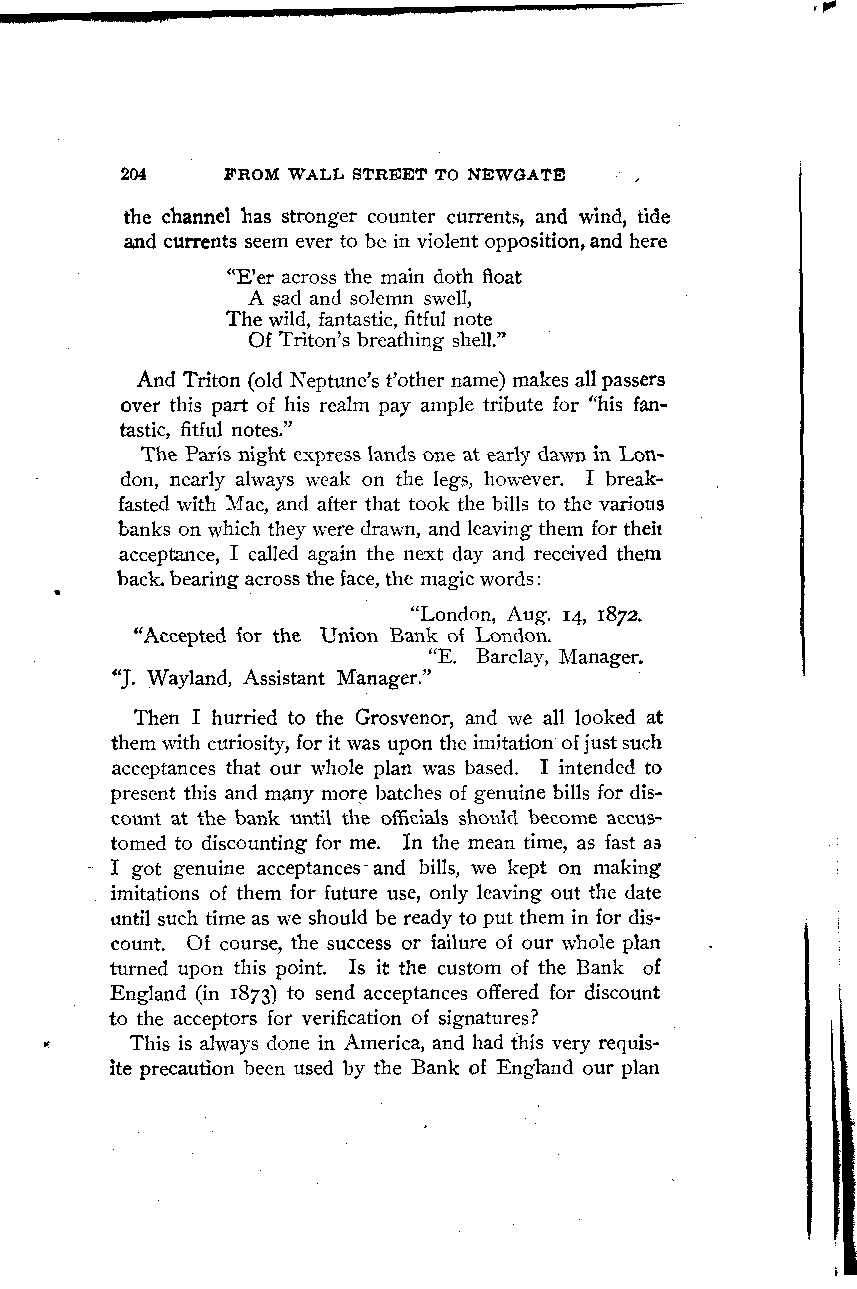 204 FROM WALL STREET TO NEWGATE
the channel has stronger counter currents, and wind, tide
and currents seem ever to be in violent opposition, and here
"E'er across the main doth float
A sad and solemn swell,
The wild, fantastic, fitful note
Of Triton's breathing shell."
And Triton (old Neptune's t'other name) makes all passers
over this part of his realm pay ample tribute for "his fan-
tastic, fitful notes."
The Paris night express lands one at early dawn in Lon-
don, nearly always weak on the legs, however. I break-
fasted with Mac, and after that took the bills to the various
banks on which they were drawn, and leaving them for their
acceptance, I called again the next day and received them
back. bearing across the face, the magic words:
"London, Aug. 14, 1872.
"Accepted for the Union Bank of London.
"E. Barclay, Manager.
"J. Wayland, Assistant Manager."
Then I hurried to the Grosvenor, and we all looked at
them with curiosity, for it was upon the imitation of just such
acceptances that our whole plan was based. I intended to
present this and many more batches of genuine bills for dis-
count at the bank until the officials should become accus-
tomed to discounting for me. In the mean time, as fast as
I got genuine acceptances and bills, we kept on making
imitations of them for future use, only leaving out the date
until such time as we should be ready to put them in for dis-
count. Of course, the success or failure of our whole plan
turned upon this point. Is it the custom of the Bank of
England (in 1873) to send acceptances offered for discount
to the acceptors for verification of signatures?
This is always done in America, and had this very requis-
ite precaution been used by the Bank of England our plan